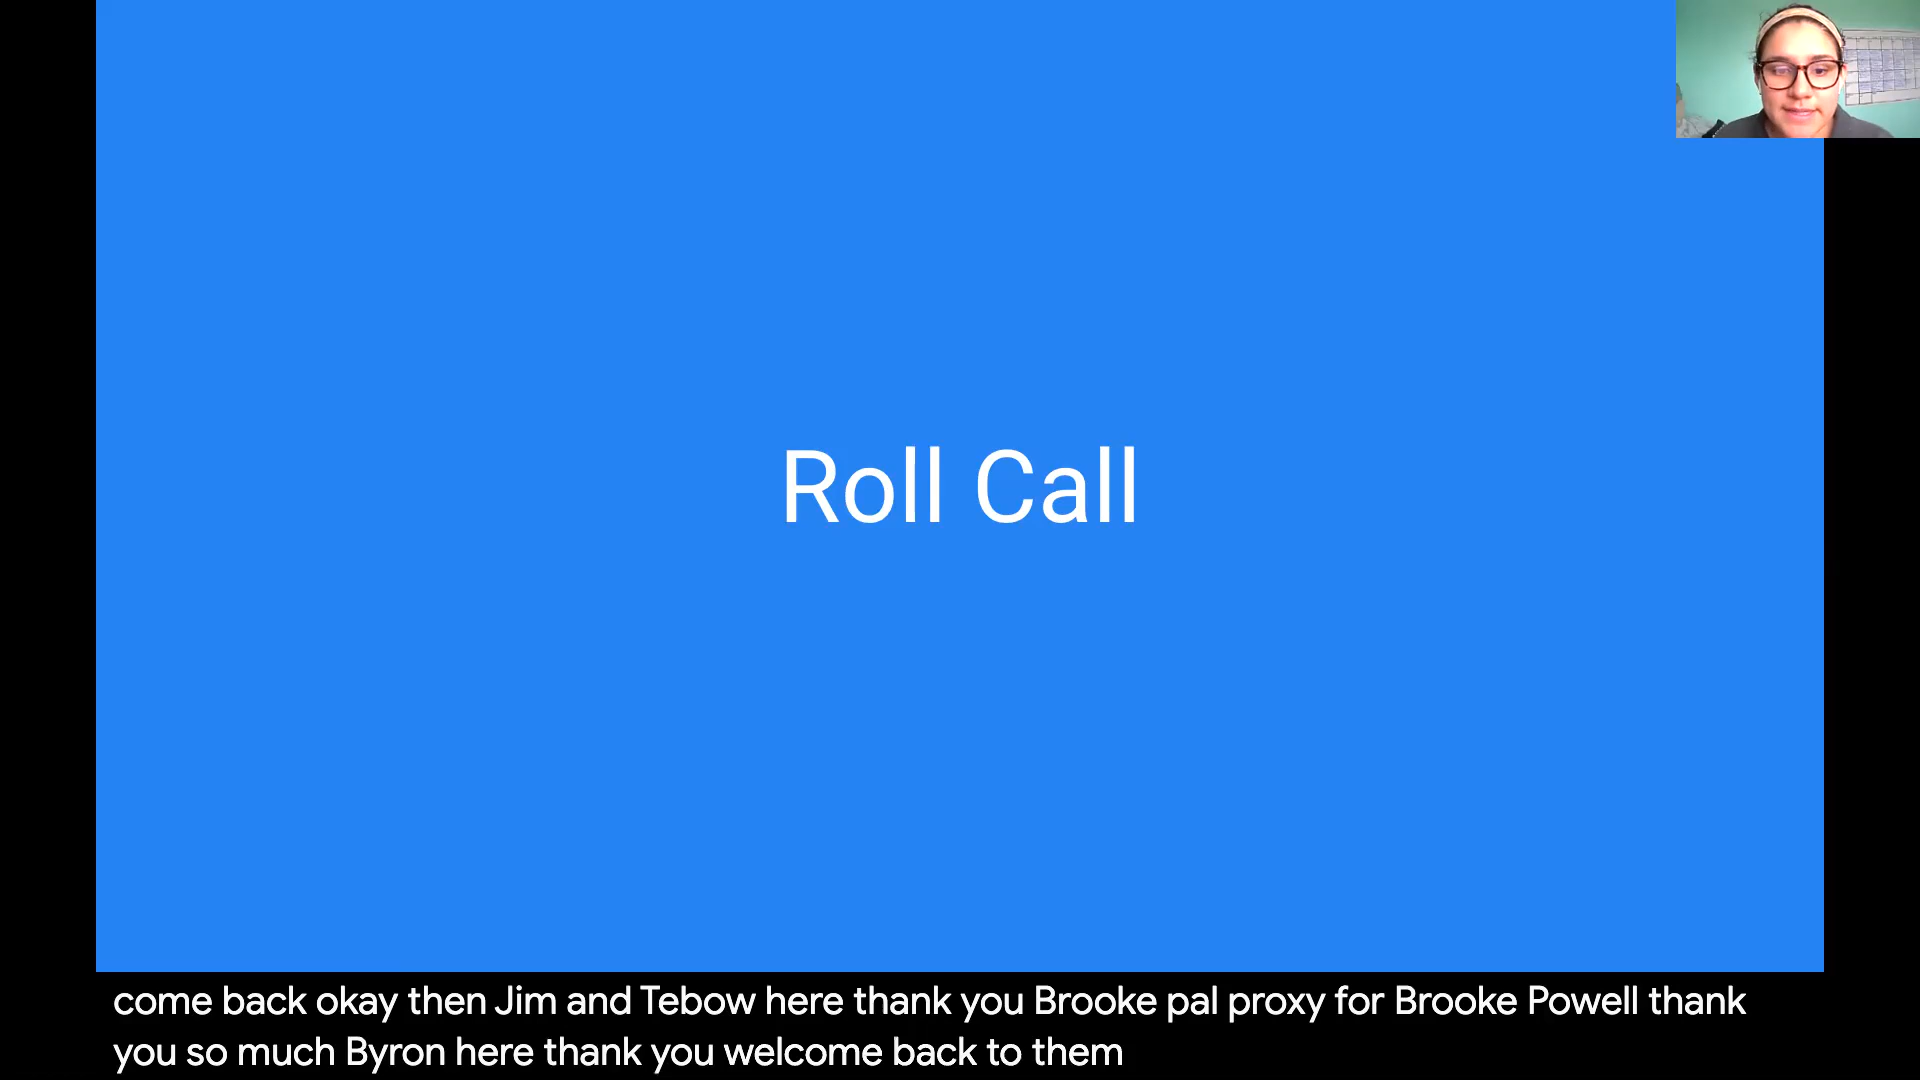 Roll Call
come back okay then Jim and Tebow here thank you Brooke pal proxy for Brooke Powell thank
you so much Byron here thank you welcome back to them